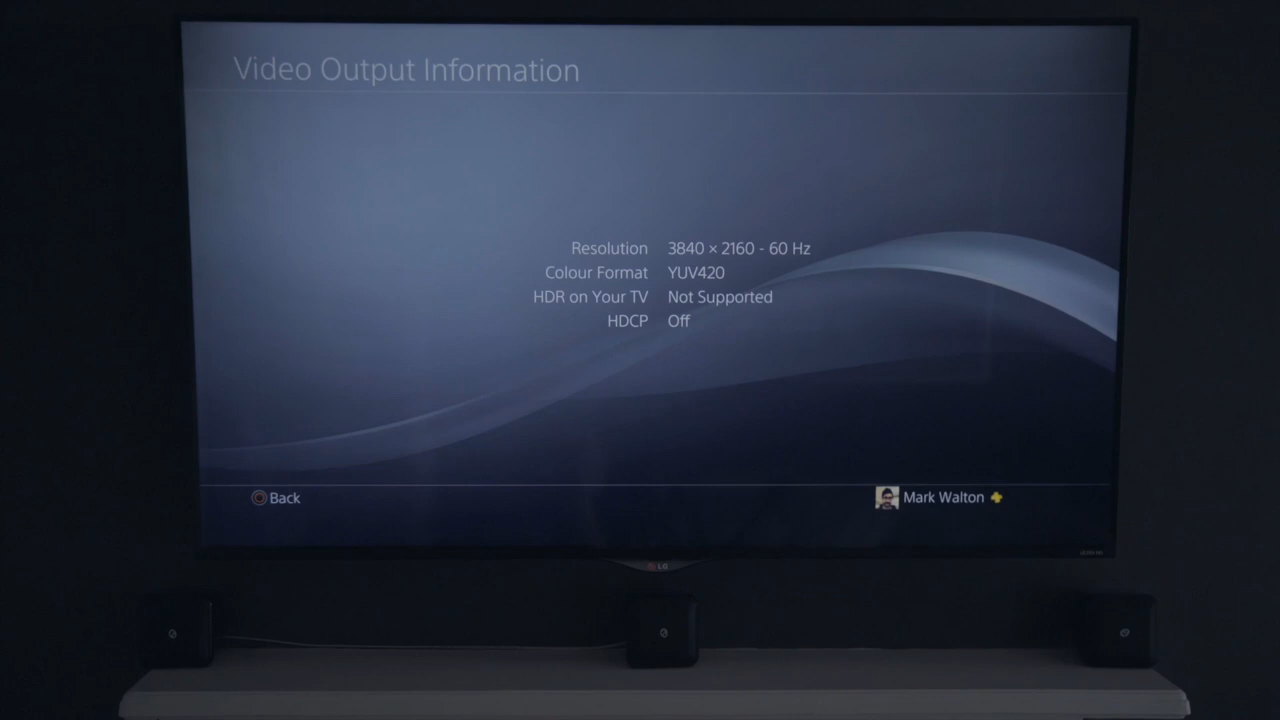 Video Output Information
Resolution 3840 × 2160 - 60 Hz
Colour Format YUV420
HDR on Your TV Not Supported
HDCP Off
Back
Mark Walton
LG